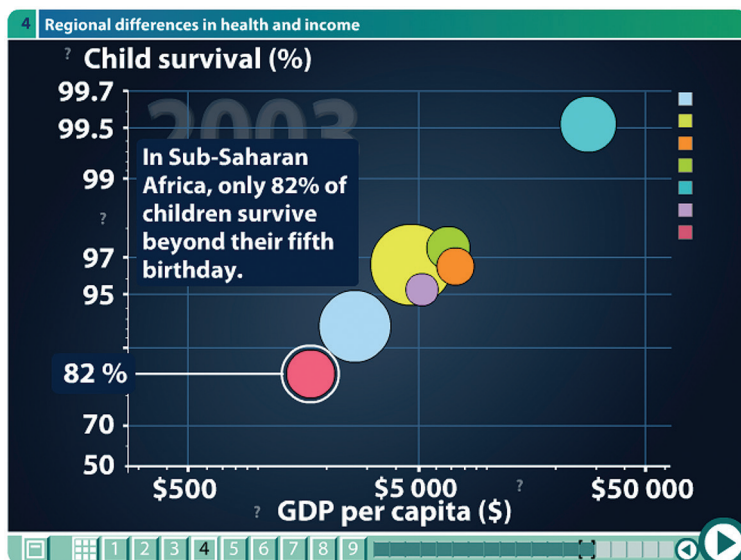 4 Regional differences in health and income
? Child survival (%)
99.7
99.5
2003
In Sub-Saharan
Africa, only 82% of
children survive
beyond their fifth
birthday.
99
?
97
95
82 %
70
50
$500
$5 000
?
$50 000
? GDP per capita ($)
1 2 3 4 5 6 7 8 9